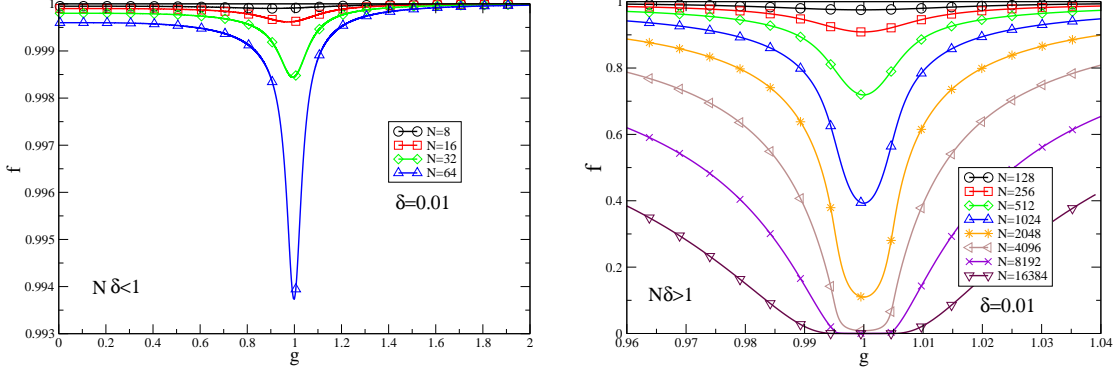 1
0.999
0.998
0.997
0.996
0.995
0.994
0.993
f
0 0.2 0.4 0.6 0.8 1 1.2 1.4 1.6 1.8 2
g
N=8
N=16
N=32
N=64
δ=0.01
Nδ<1
1
0.8
0.6
0.4
0.2
0
f
0.96 0.97 0.98 0.99 1 1.01 1.02 1.03 1.04
g
N=128
N=256
N=512
N=1024
N=2048
N=4096
N=8192
N=16384
δ=0.01
Nδ>1